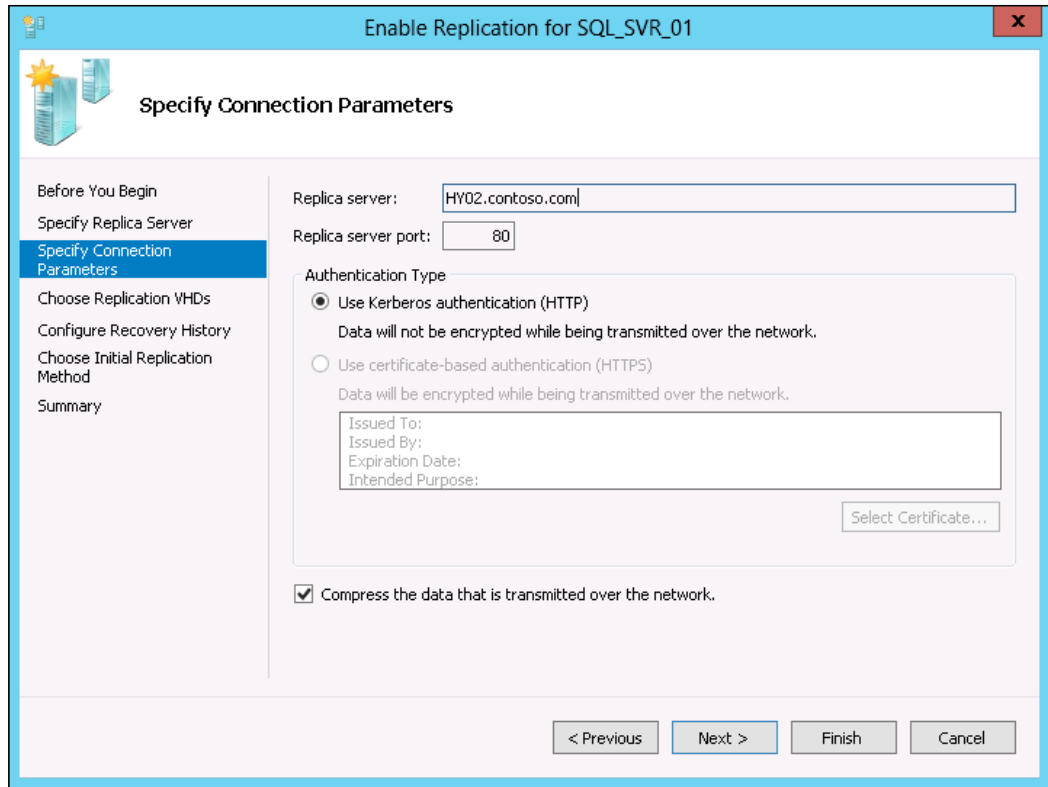 Enable Replication for SQL_SVR_01
x
Specify Connection Parameters
Before You Begin
Specify Replica Server
Specify Connection
Parameters
Choose Replication VHDs
Configure Recovery History
Choose Initial Replication
Method
Summary
Replica server: HY02.contoso.com
Replica server port: 80
Authentication Type
Use Kerberos authentication (HTTP)
Data will not be encrypted while being transmitted over the network.
Use certificate-based authentication (HTTPS)
Data will be encrypted while being transmitted over the network.
Issued To:
Issued By:
Expiration Date:
Intended Purpose:
Select Certificate...
Compress the data that is transmitted over the network.
< Previous Next > Finish Cancel